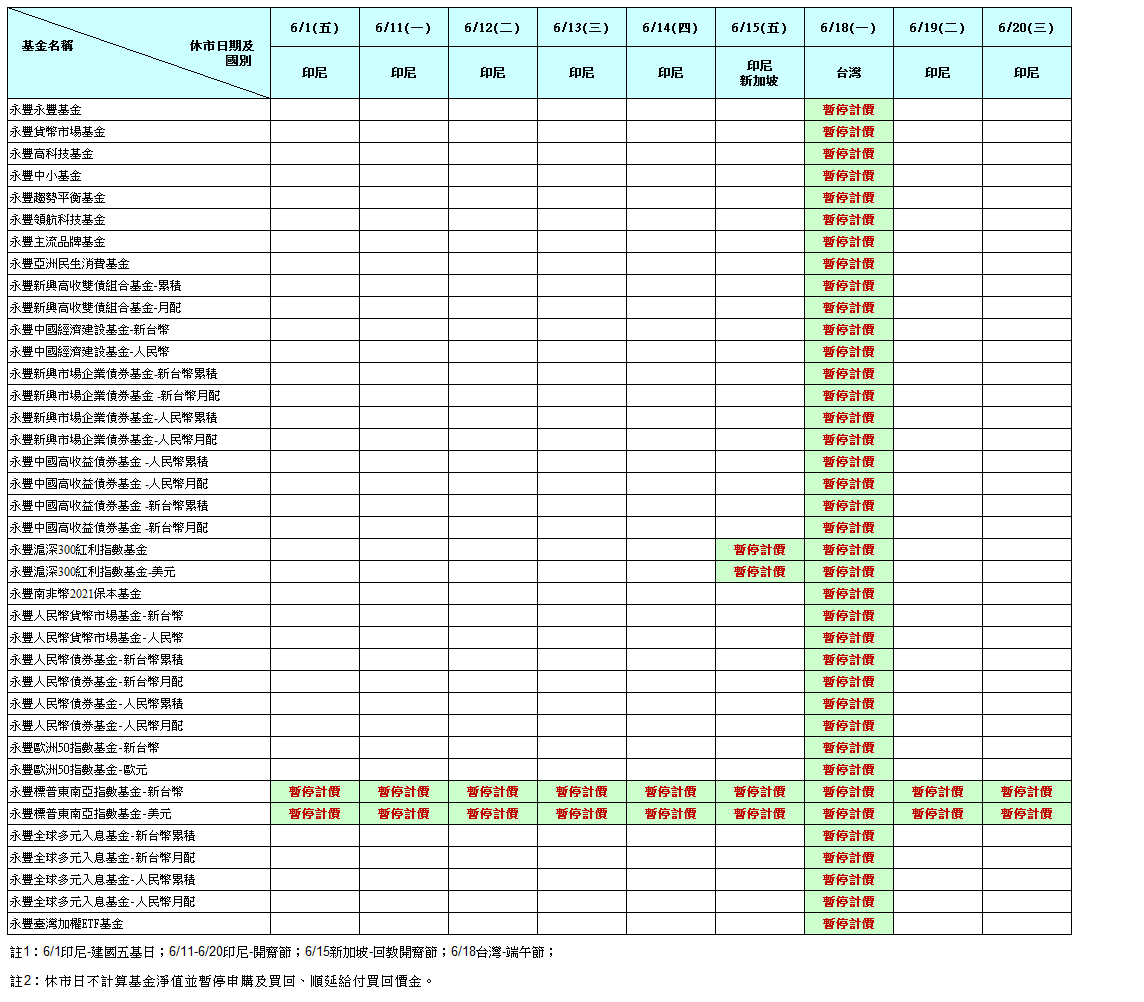 基金名稱 休市日期及國別 6/1(五) 6/11(一) 6/12(二) 6/13(三) 6/14(四) 6/15(五) 6/18(一) 6/19(二) 6/20(三)
印尼 印尼 印尼 印尼 印尼 印尼 新加坡 台灣 印尼 印尼
永豐永豐基金 暫停計價
永豐貨幣市場基金 暫停計價
永豐高科技基金 暫停計價
永豐中小基金 暫停計價
永豐趨勢平衡基金 暫停計價
永豐領航科技基金 暫停計價
永豐主流品牌基金 暫停計價
永豐亞洲民生消費基金 暫停計價
永豐新興高收雙債組合基金-累積 暫停計價
永豐新興高收雙債組合基金-月配 暫停計價
永豐中國經濟建設基金-新台幣 暫停計價
永豐中國經濟建設基金-人民幣 暫停計價
永豐新興市場企業債券基金-新台幣累積 暫停計價
永豐新興市場企業債券基金 -新台幣月配 暫停計價
永豐新興市場企業債券基金-人民幣累積 暫停計價
永豐新興市場企業債券基金-人民幣月配 暫停計價
永豐中國高收益債券基金 -人民幣累積 暫停計價
永豐中國高收益債券基金 -人民幣月配 暫停計價
永豐中國高收益債券基金 -新台幣累積 暫停計價
永豐中國高收益債券基金 -新台幣月配 暫停計價
永豐滬深300紅利指數基金 暫停計價 暫停計價
永豐滬深300紅利指數基金-美元 暫停計價 暫停計價
永豐南非幣2021保本基金 暫停計價
永豐人民幣貨幣市場基金-新台幣 暫停計價
永豐人民幣貨幣市場基金-人民幣 暫停計價
永豐人民幣債券基金-新台幣累積 暫停計價
永豐人民幣債券基金-新台幣月配 暫停計價
永豐人民幣債券基金-人民幣累積 暫停計價
永豐人民幣債券基金-人民幣月配 暫停計價
永豐歐洲50指數基金-新台幣 暫停計價
永豐歐洲50指數基金-歐元 暫停計價
永豐標普東南亞指數基金-新台幣 暫停計價 暫停計價 暫停計價 暫停計價 暫停計價 暫停計價 暫停計價 暫停計價 暫停計價
永豐標普東南亞指數基金-美元 暫停計價 暫停計價 暫停計價 暫停計價 暫停計價 暫停計價 暫停計價 暫停計價 暫停計價
永豐全球多元入息基金-新台幣累積 暫停計價
永豐全球多元入息基金-新台幣月配 暫停計價
永豐全球多元入息基金-人民幣累積 暫停計價
永豐全球多元入息基金-人民幣月配 暫停計價
永豐臺灣加權ETF基金 暫停計價
註1：6/1印尼-建國五基日；6/11-6/20印尼-開齋節；6/15新加坡-回教開齋節；6/18台灣-端午節；
註2：休市日不計算基金淨值並暫停申購及買回、順延給付買回價金。